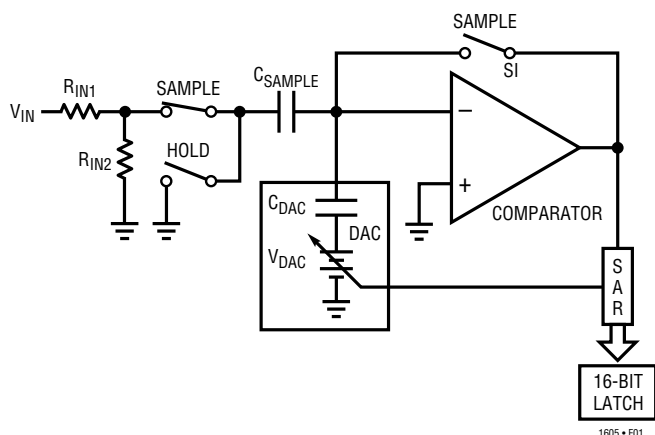 SAMPLE
SI
R_IN1
SAMPLE
C_SAMPLE
V_IN
R_IN2
HOLD
−
+
COMPARATOR
C_DAC
DAC
V_DAC
S
A
R
16-BIT
LATCH
1605 • F01